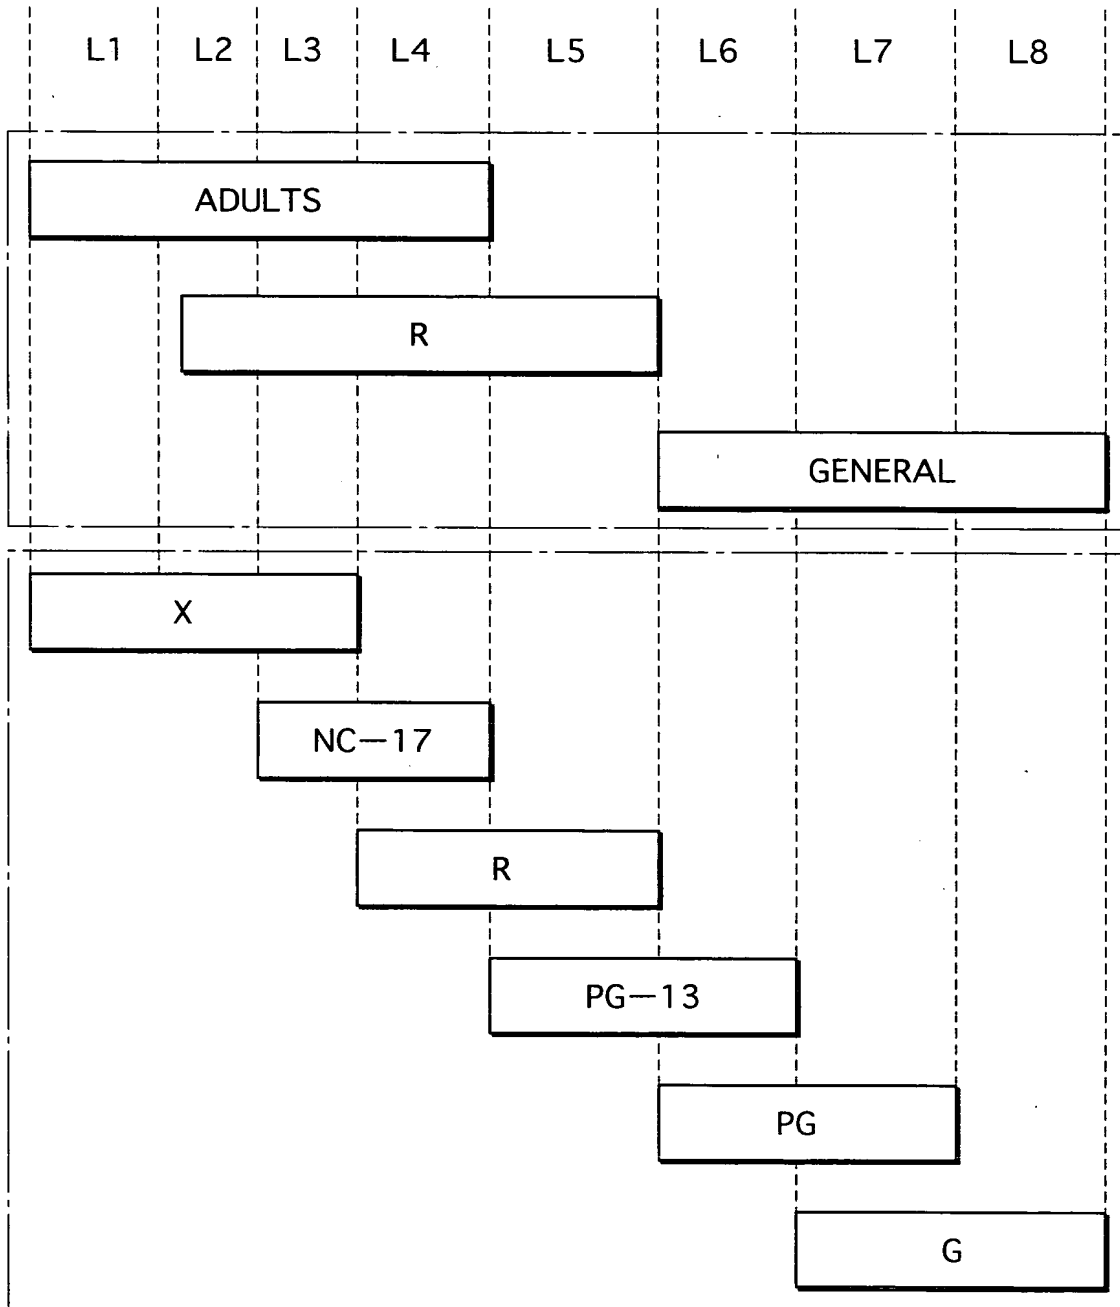 L1 L2 L3 L4 L5 L6 L7 L8
ADULTS
R
GENERAL
X
NC—17
R
PG—13
PG
G